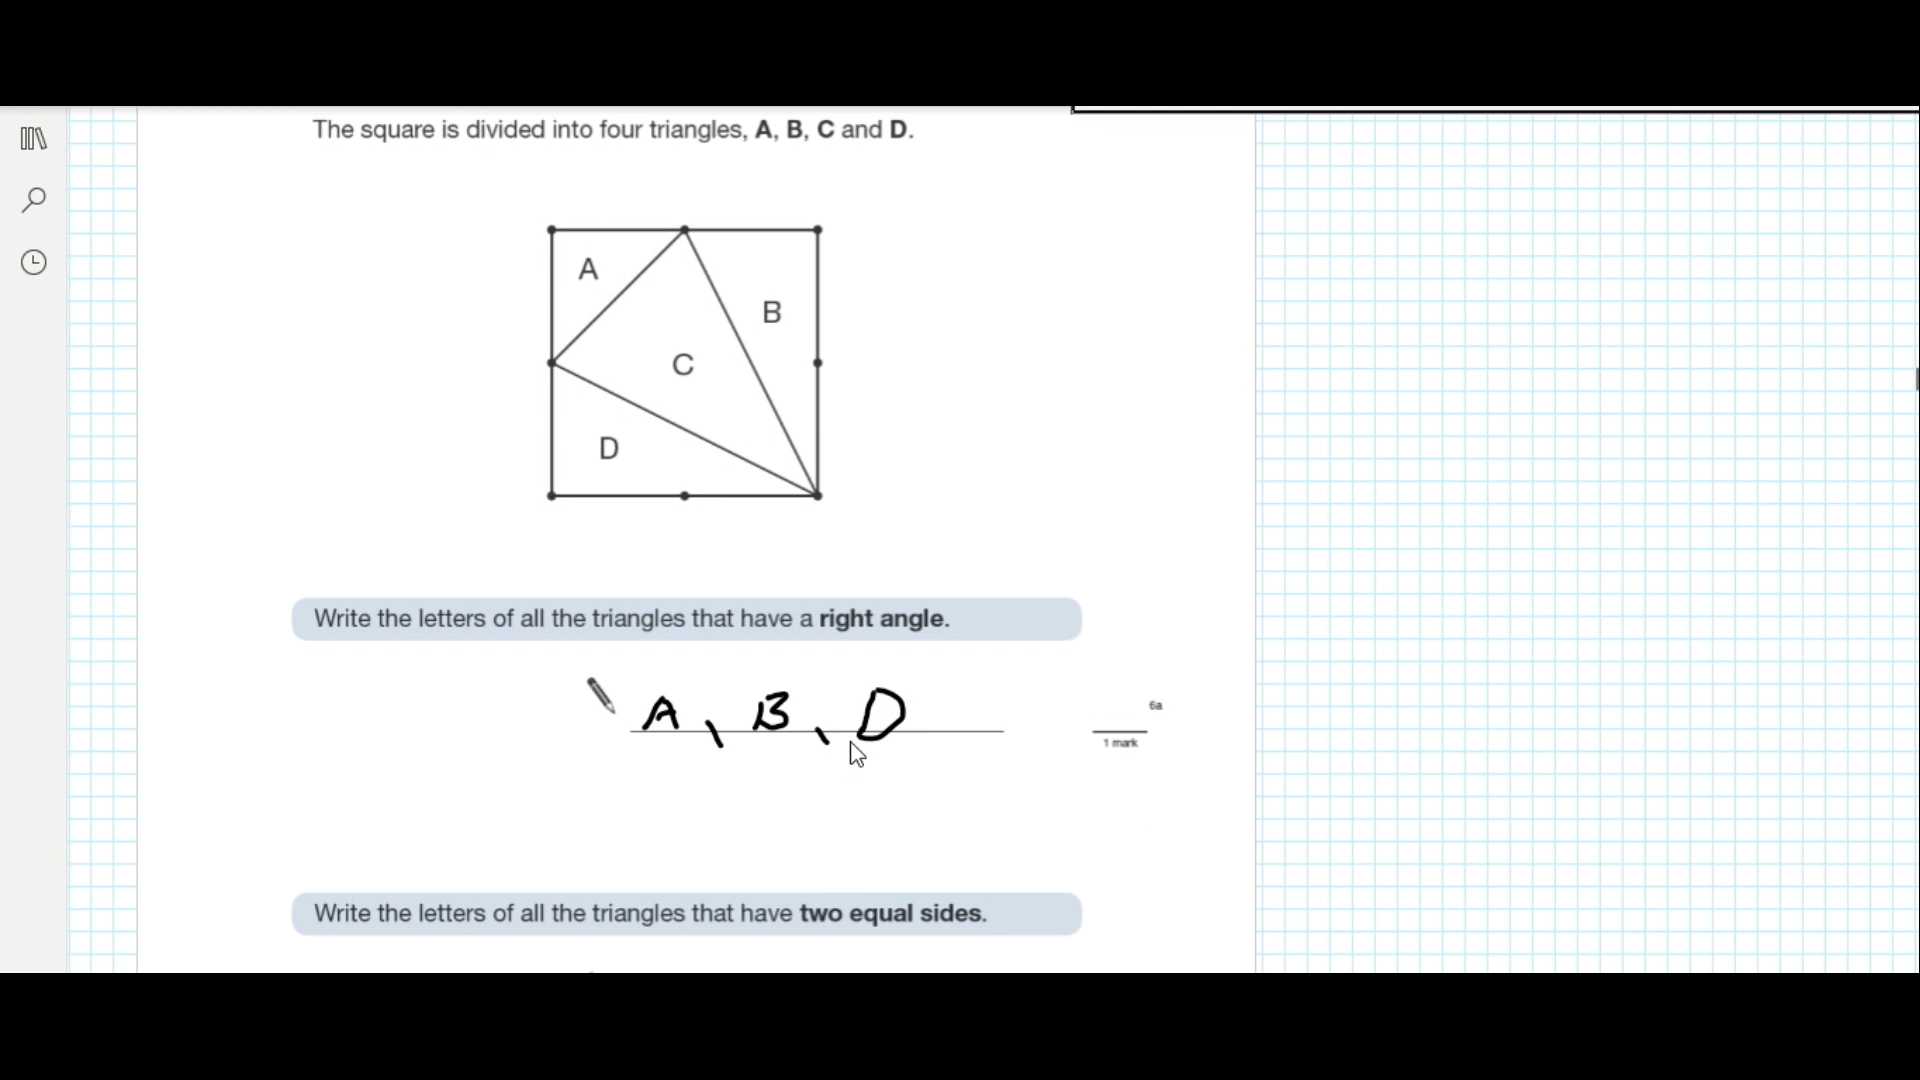 The square is divided into four triangles, A, B, C and D.
A
B
C
D
Write the letters of all the triangles that have a right angle.
A, B, D
6a
1 mark
Write the letters of all the triangles that have two equal sides.